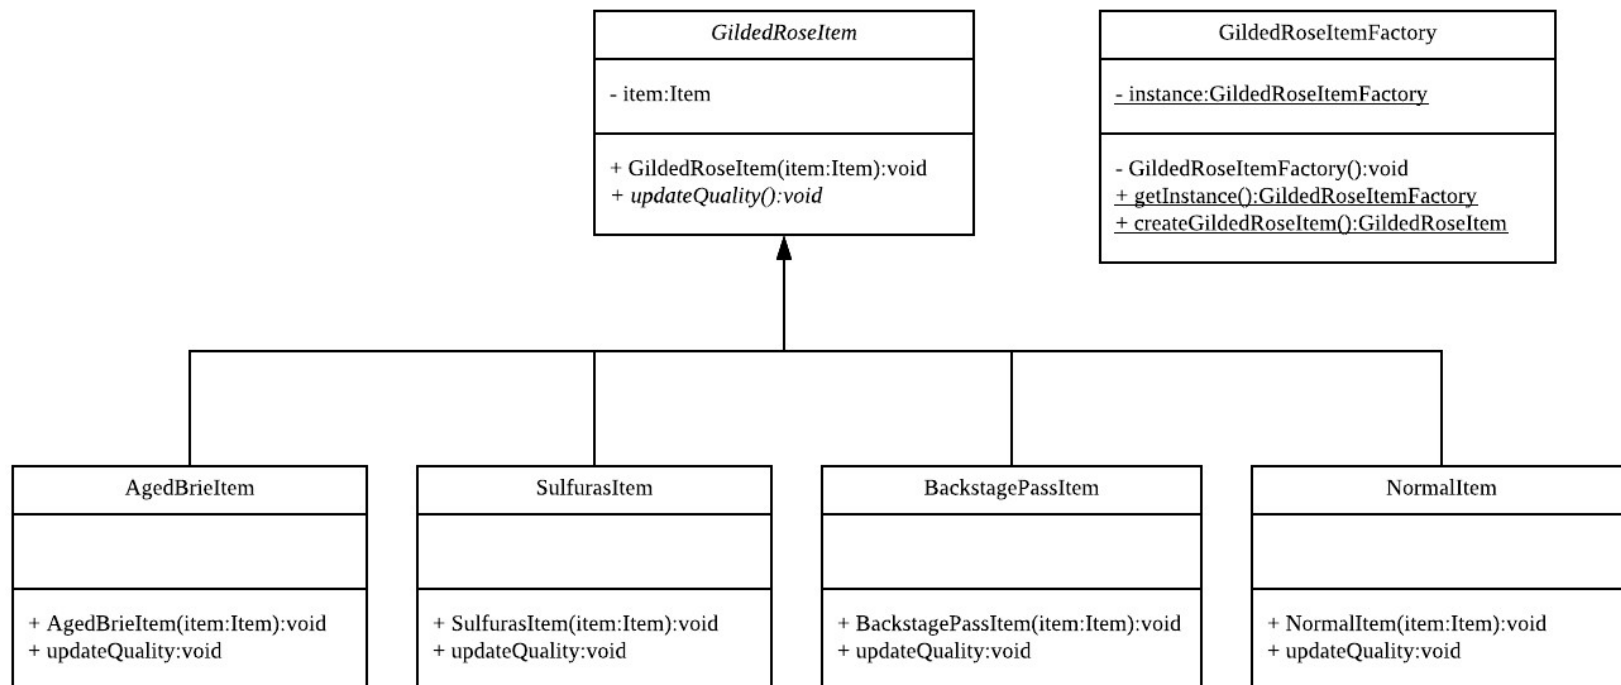 GildedRoseItem
- item:Item
+ GildedRoseItem(item:Item):void
+ updateQuality():void
GildedRoseItemFactory
- instance:GildedRoseItemFactory
- GildedRoseItemFactory():void
+ getInstance():GildedRoseItemFactory
+ createGildedRoseItem():GildedRoseItem
AgedBrieItem
+ AgedBrieItem(item:Item):void
+ updateQuality:void
SulfurasItem
+ SulfurasItem(item:Item):void
+ updateQuality:void
BackstagePassItem
+ BackstagePassItem(item:Item):void
+ updateQuality:void
NormalItem
+ NormalItem(item:Item):void
+ updateQuality:void